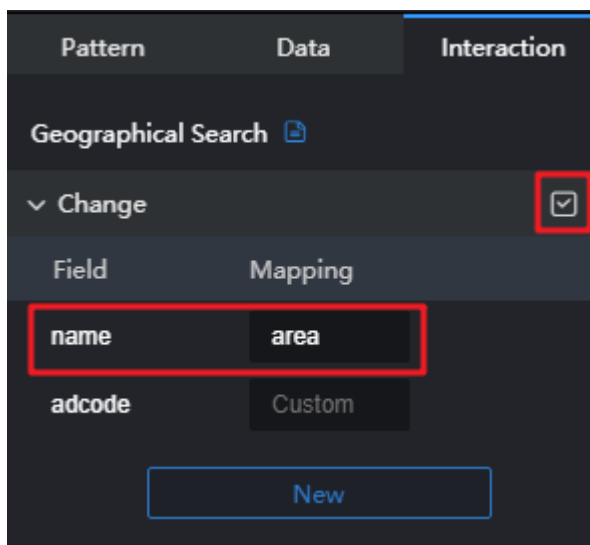 Pattern Data Interaction
Geographical Search
Change
Field Mapping
name area
adcode Custom
New